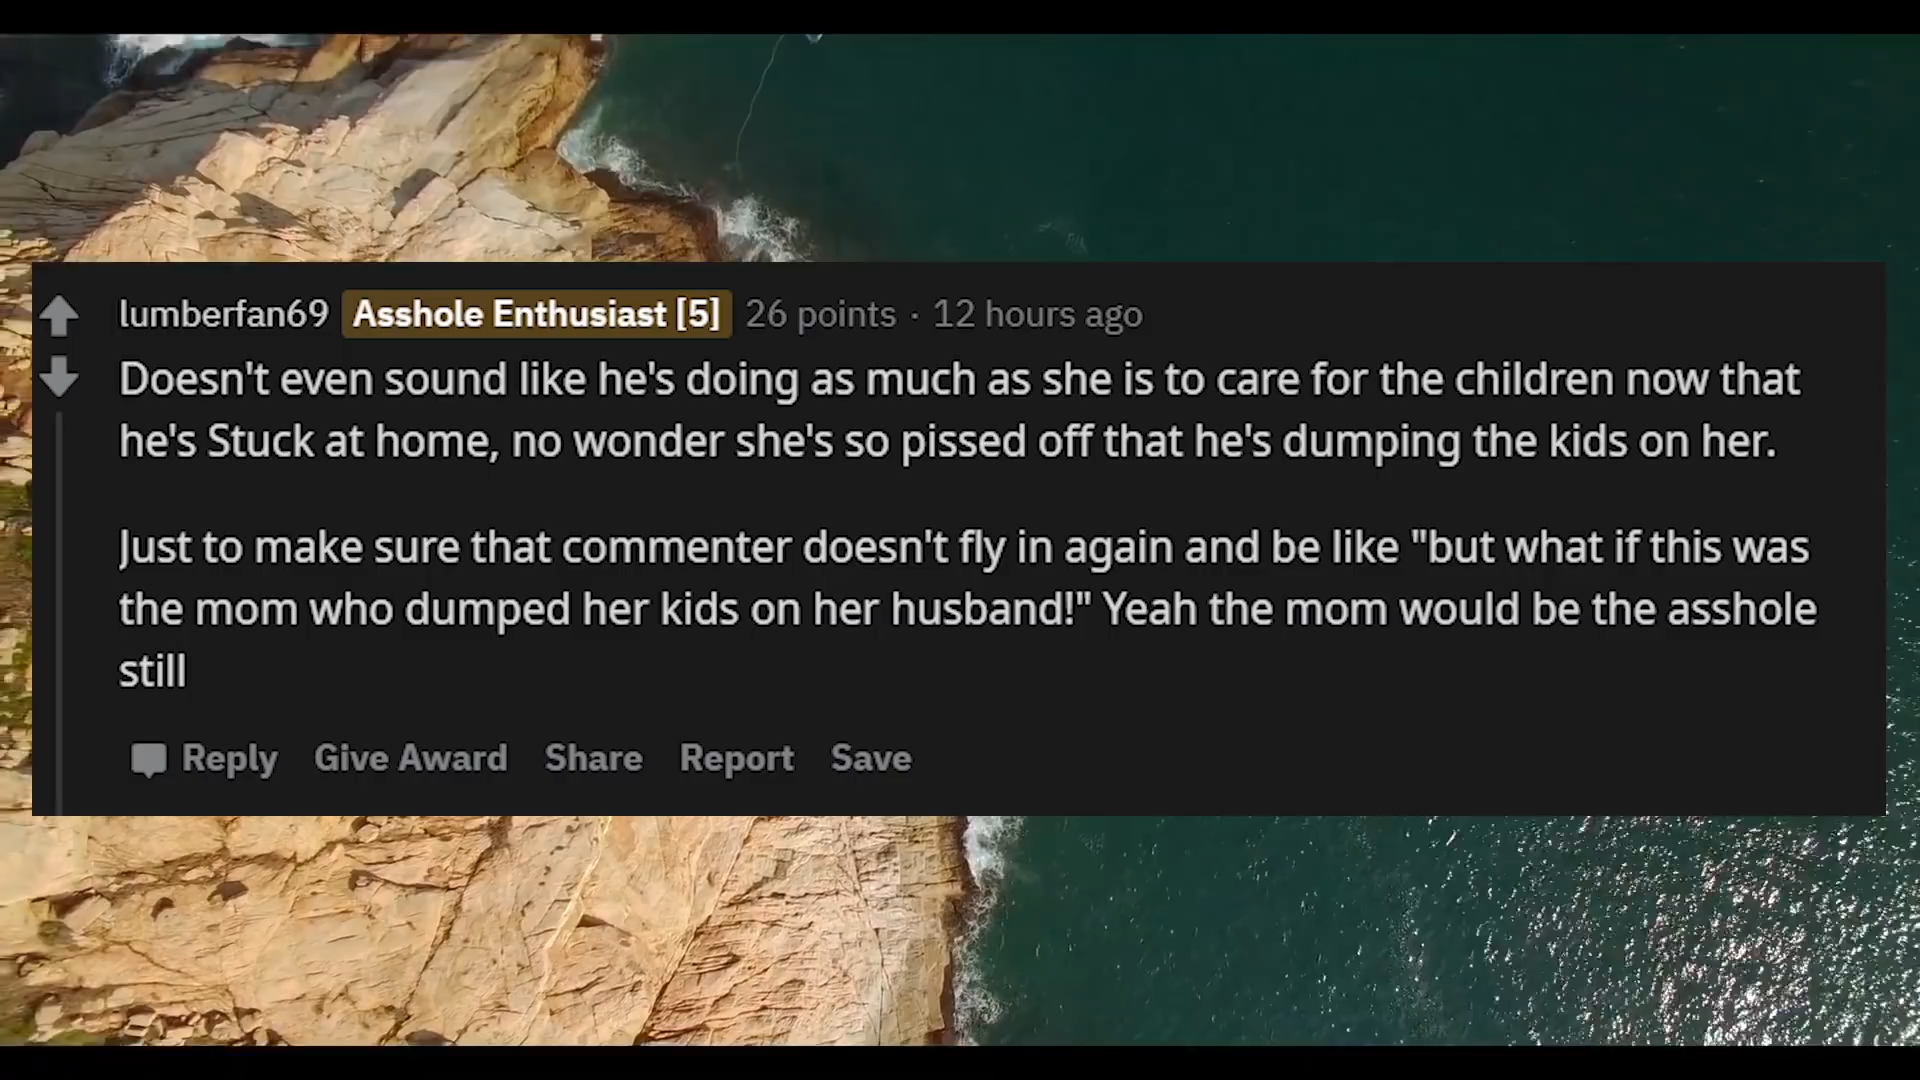 lumberfan69 Asshole Enthusiast [5] 26 points · 12 hours ago
Doesn't even sound like he's doing as much as she is to care for the children now that
he's Stuck at home, no wonder she's so pissed off that he's dumping the kids on her.
Just to make sure that commenter doesn't fly in again and be like "but what if this was
the mom who dumped her kids on her husband!" Yeah the mom would be the asshole
still
Reply Give Award Share Report Save